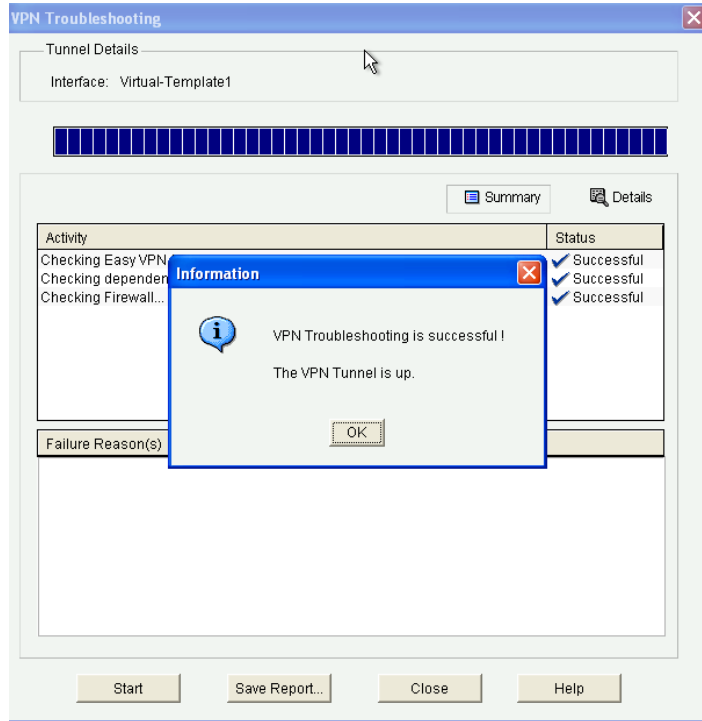 VPN Troubleshooting
Tunnel Details
Interface: Virtual-Template1
Summary
Details
Activity Status
Checking Easy VPN Successful
Checking dependen Successful
Checking Firewall... Successful
Information
VPN Troubleshooting is successful !
The VPN Tunnel is up.
OK
Failure Reason(s)
Start Save Report... Close Help